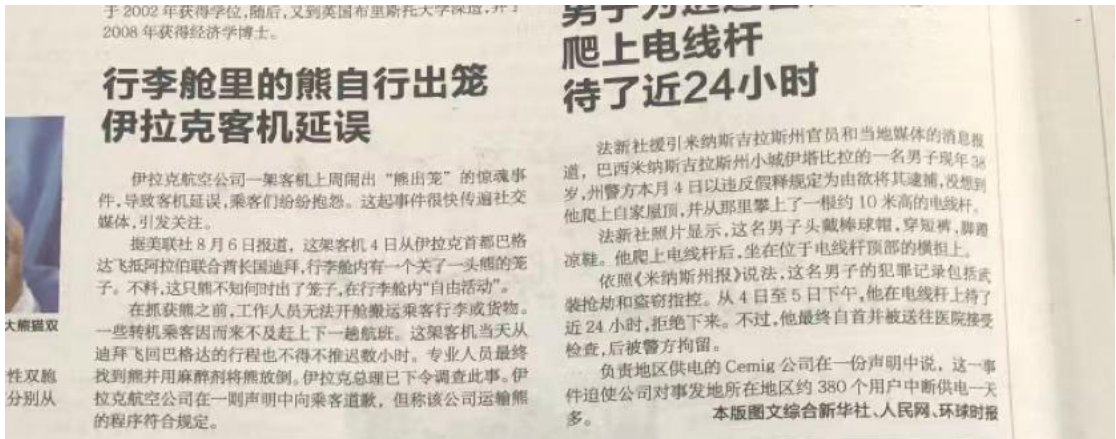 于2002年获得学位,随后,又到英国布里斯托大学深造,并于
2008年获得经济学博士。
行李舱里的熊自行出笼
伊拉克客机延误
伊拉克航空公司一架客机上周闹出“熊出笼”的惊魂事
件,导致客机延误,乘客们纷纷抱怨。这起事件很快传遍社交
媒体,引发关注。
据美联社8月6日报道，这架客机4日从伊拉克首都巴格
达飞抵阿拉伯联合酋长国迪拜,行李舱内有一个关了一头熊的笼
子。不料,这只熊不知何时出了笼子,在行李舱内“自由活动”。
在抓获熊之前,工作人员无法开舱搬运乘客行李或货物。
一些转机乘客因而来不及赶上下一趟航班。这架客机当天从
迪拜飞回巴格达的行程也不得不推迟数小时。专业人员最终
找到熊并用麻醉剂将熊放倒。伊拉克总理已下令调查此事。伊
拉克航空公司在一则声明中向乘客道歉，但称该公司运输熊
的程序符合规定。
大熊猫双
性双胞
分别从
爬上电线杆
待了近24小时
法新社援引米纳斯吉拉斯州官员和当地媒体的消息报
道，巴西米纳斯吉拉斯州小城伊塔比拉的一名男子现年38
岁,州警方本月4日以违反假释规定为由欲将其逮捕,没想到
他爬上自家屋顶,并从那里攀上了一根约10米高的电线杆。
法新社照片显示,这名男子头戴棒球帽,穿短裤,脚蹬
凉鞋。他爬上电线杆后,坐在位于电线杆顶部的横担上。
依照《米纳斯州报》说法,这名男子的犯罪记录包括武
装抢劫和盗窃指控。从4日至5日下午,他在电线杆上待了
近24小时,拒绝下来。不过,他最终自首并被送往医院接受
检查,后被警方拘留。
负责地区供电的Cemig公司在一份声明中说，这一事
件迫使公司对事发地所在地区约380个用户中断供电一天
多。
本版图文综合新华社、人民网、环球时报